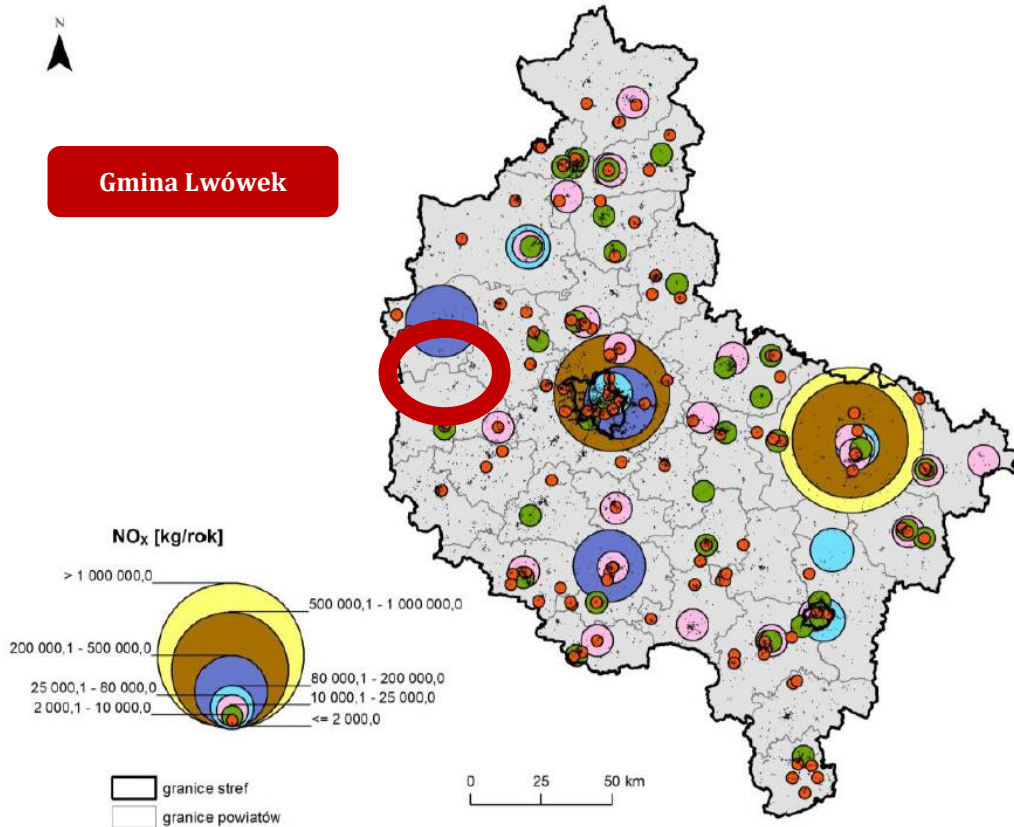 N
Gmina Lwówek
NOX [kg/rok]
> 1 000 000,0
500 000,1 - 1 000 000,0
200 000,1 - 500 000,0
80 000,1 - 200 000,0
25 000,1 - 80 000,0
10 000,1 - 25 000,0
2 000,1 - 10 000,0
<= 2 000,0
granice stref
granice powiatów
0 25 50 km